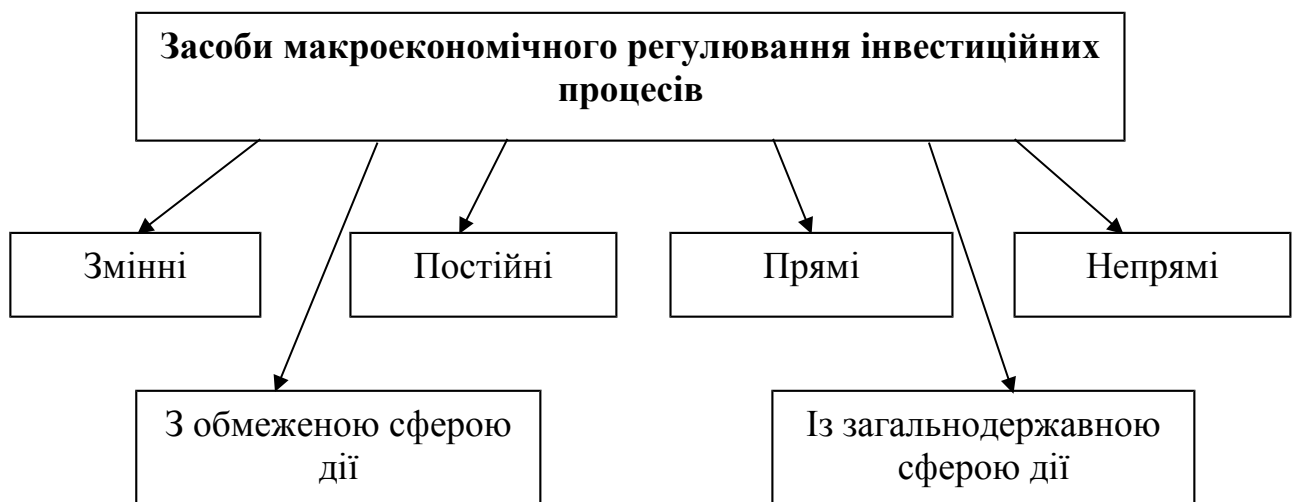 Засоби макроекономічного регулювання інвестиційних
процесів
Змінні
Постійні
Прямі
Непрямі
З обмеженою сферою
дії
Із загальнодержавною
сферою дії